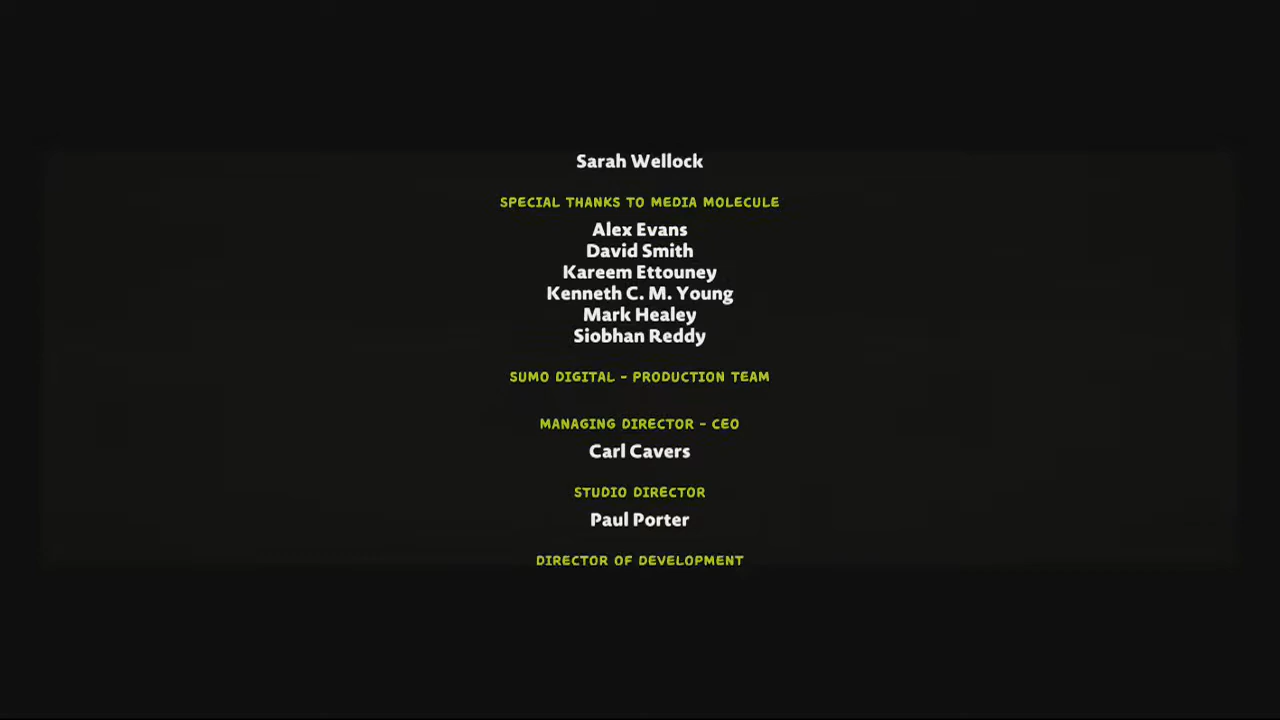 Sarah Wellock
SPECIAL THANKS TO MEDIA MOLECULE
Alex Evans
David Smith
Kareem Ettouney
Kenneth C. M. Young
Mark Healey
Siobhan Reddy
SUMO DIGITAL - PRODUCTION TEAM
MANAGING DIRECTOR - CEO
Carl Cavers
STUDIO DIRECTOR
Paul Porter
DIRECTOR OF DEVELOPMENT